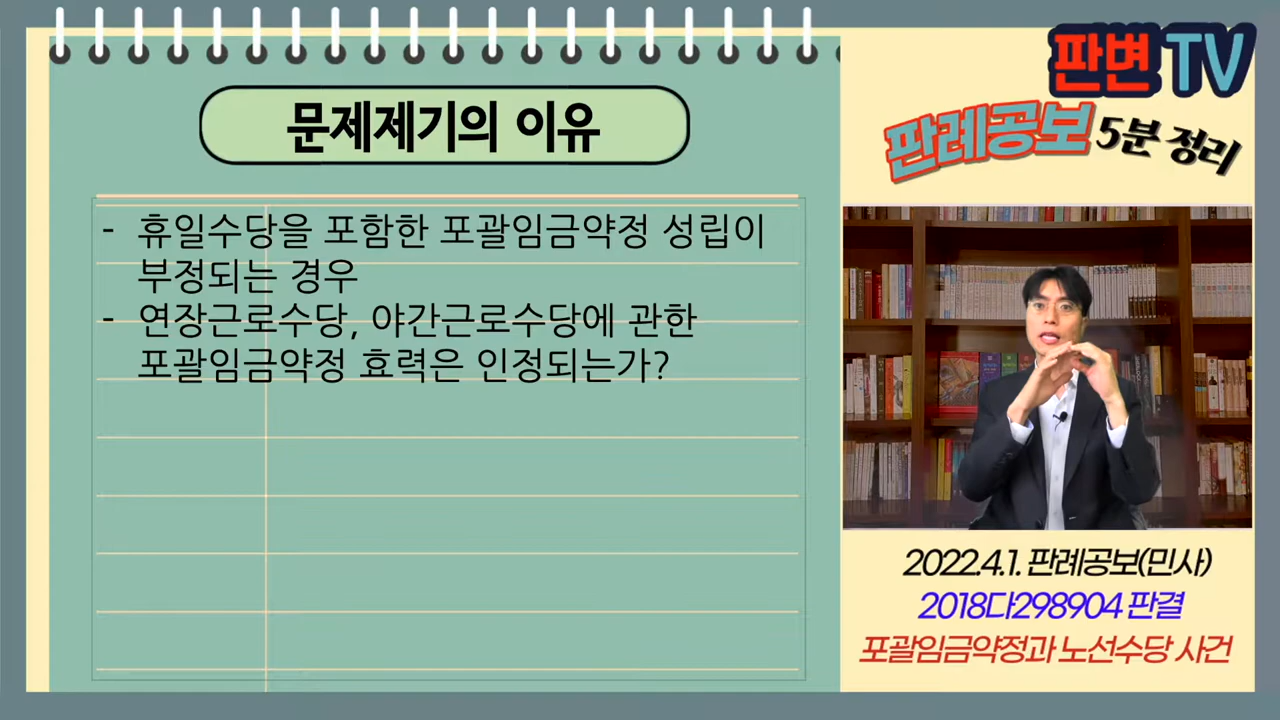 문제제기의 이유
- 휴일수당을 포함한 포괄임금약정 성립이
부정되는 경우
- 연장근로수당, 야간근로수당에 관한
포괄임금약정 효력은 인정되는가?
판변 TV
판례공보 5분 정리
2022.4.1. 판례공보(민사)
2018다298904 판결
포괄임금약정과 노선수당 사건